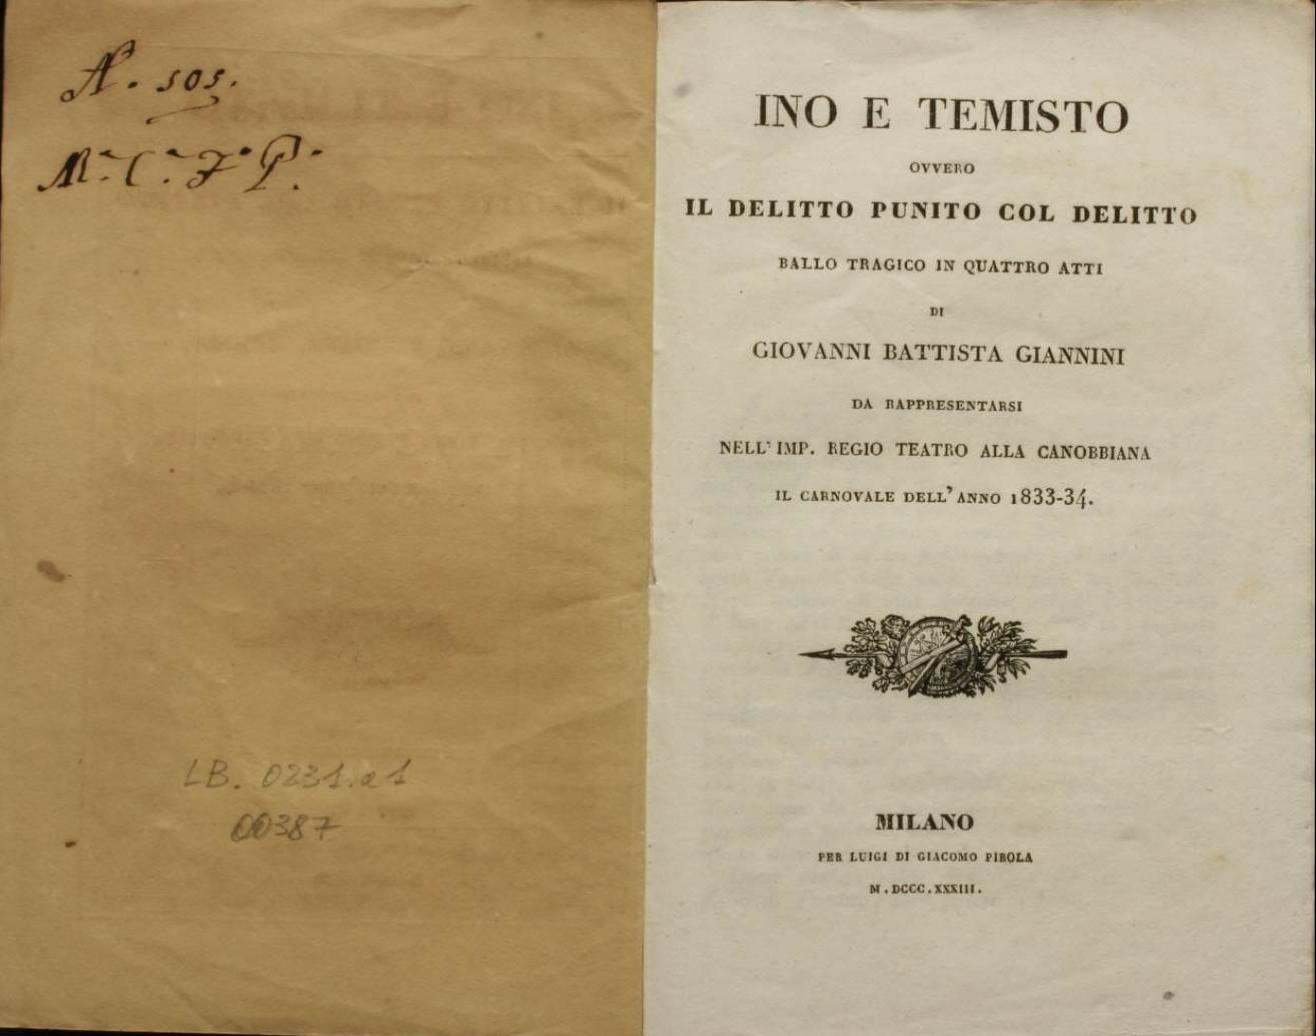 N. 505.
M. C. F. P.
LB. 0231.a1
00387
INO E TEMISTO
OVVERO
IL DELITTO PUNITO COL DELITTO
BALLO TRAGICO IN QUATTRO ATTI
DI
GIOVANNI BATTISTA GIANNINI
DA RAPPRESENTARSI
NELL' IMP. REGIO TEATRO ALLA CANOBBIANA
IL CARNOVALE DELL' ANNO 1833-34.
MILANO
PER LUIGI DI GIACOMO PIROLA
M.DCCC.XXXIII.